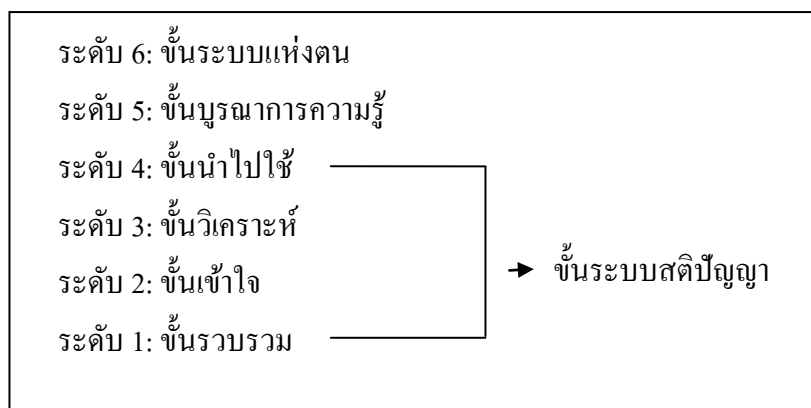 ระดับ 6: ขั้นระบบแห่งตน
ระดับ 5: ขั้นบูรณาการความรู้
ระดับ 4: ขั้นนำไปใช้
ระดับ 3: ขั้นวิเคราะห์
ระดับ 2: ขั้นเข้าใจ
ขั้นระบบสติปัญญา
ระดับ 1: ขั้นรวบรวม